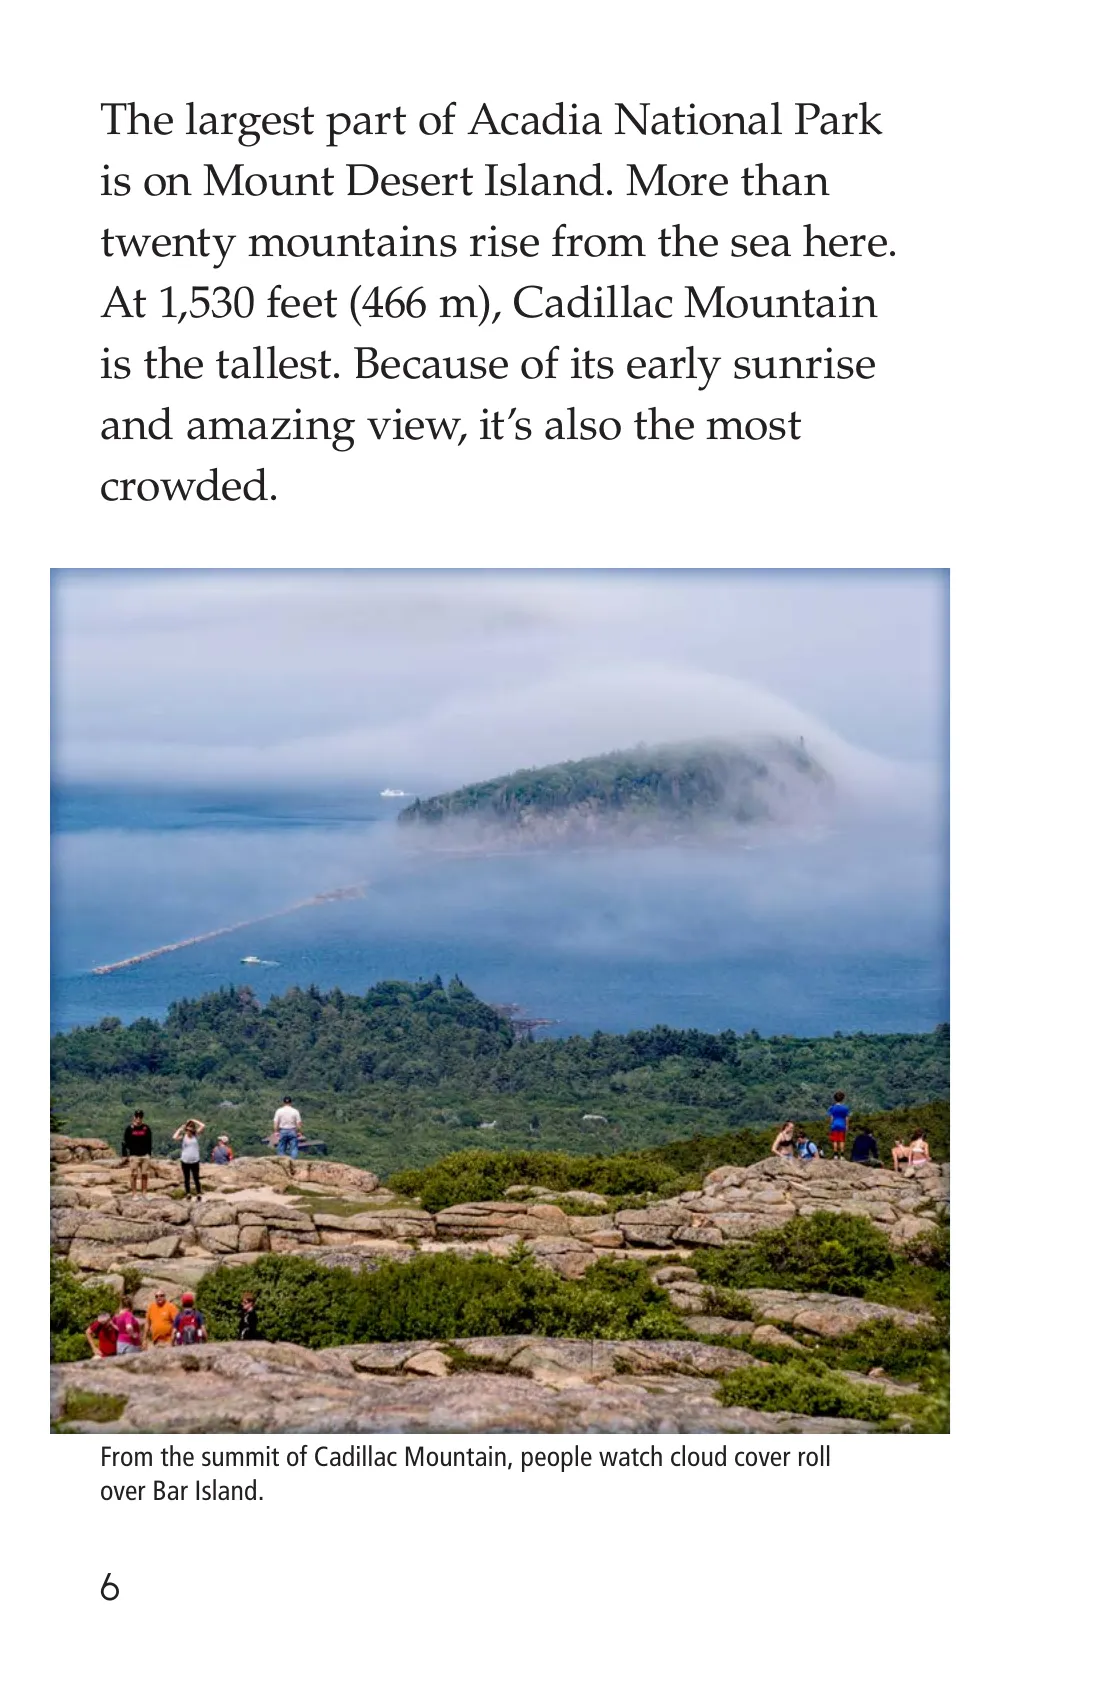 The largest part of Acadia National Park
is on Mount Desert Island. More than
twenty mountains rise from the sea here.
At 1,530 feet (466 m), Cadillac Mountain
is the tallest. Because of its early sunrise
and amazing view, it’s also the most
crowded.
From the summit of Cadillac Mountain, people watch cloud cover roll
over Bar Island.
6